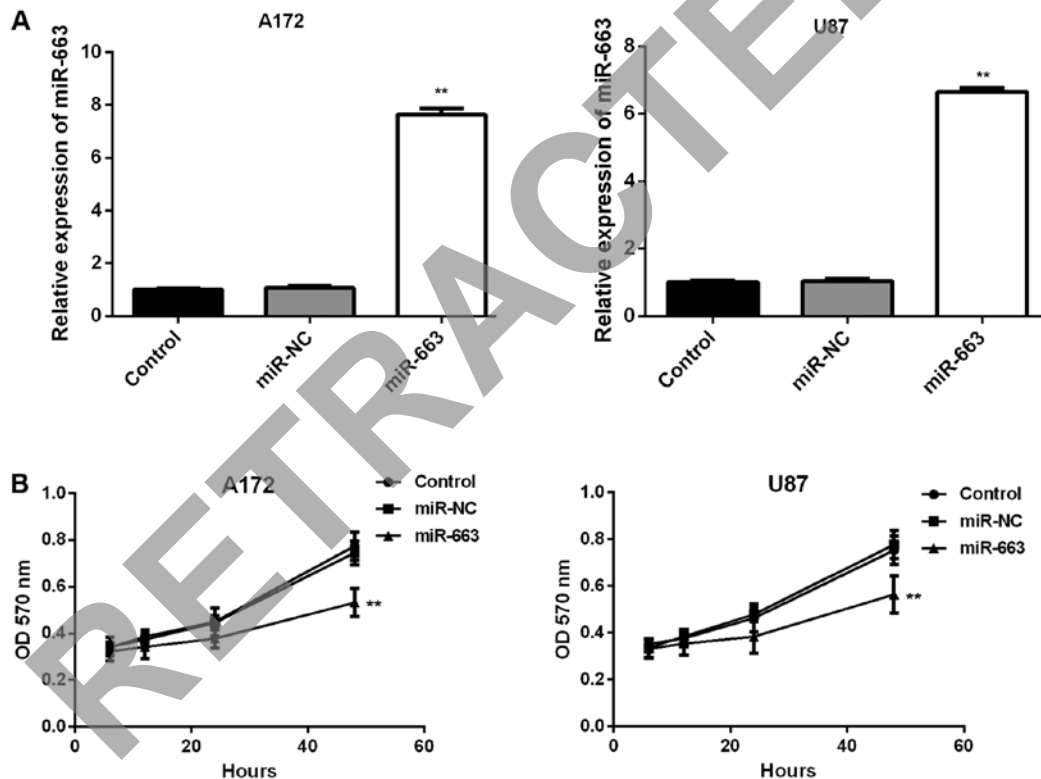 A
A172
Relative expression of miR-663
10
8
6
4
2
0
**
Control
miR-NC
miR-663
U87
Relative expression of miR-663
8
6
4
2
0
**
Control
miR-NC
miR-663
B
A172
Control
miR-NC
miR-663
OD 570 nm
1.0
0.8
0.6
0.4
0.2
0.0
**
0
20
40
60
Hours
U87
Control
miR-NC
miR-663
OD 570 nm
1.0
0.8
0.6
0.4
0.2
0.0
**
0
20
40
60
Hours
RETRACTE